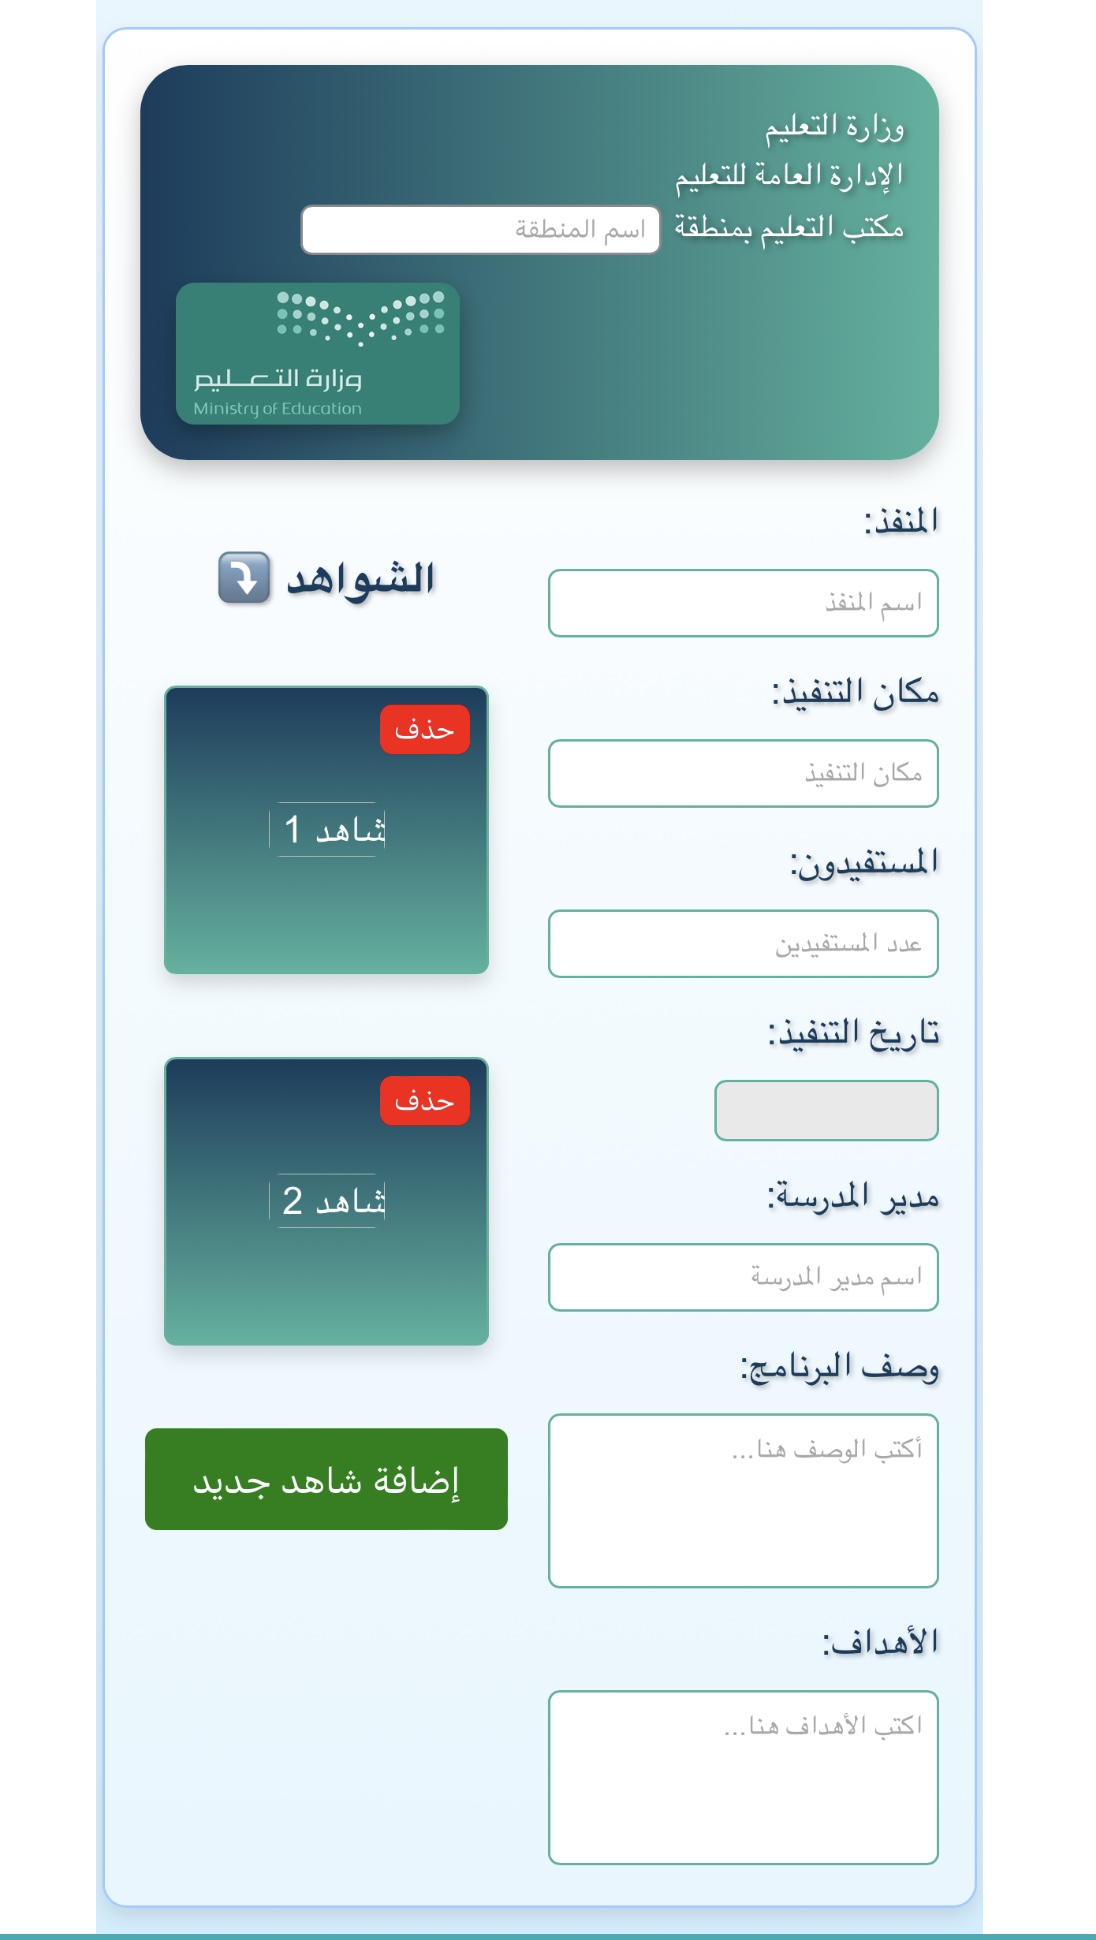 وزارة التعليم
الإدارة العامة للتعليم
مكتب التعليم بمنطقة اسم المنطقة
وزارة التعليم
Ministry of Education
المنفذ:
اسم المنفذ
مكان التنفيذ:
مكان التنفيذ
المستفيدون:
عدد المستفيدين
تاريخ التنفيذ:
مدير المدرسة:
اسم مدير المدرسة
وصف البرنامج:
أكتب الوصف هنا...
الأهداف:
اكتب الأهداف هنا...
الشواهد ⤵️
حذف
شاهد 1
حذف
شاهد 2
إضافة شاهد جديد